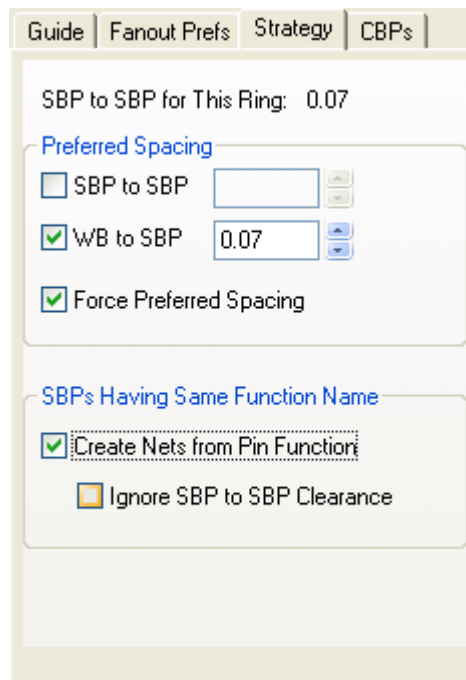 Guide Fanout Prefs Strategy CBPs
SBP to SBP for This Ring: 0.07
Preferred Spacing
SBP to SBP
WB to SBP 0.07
Force Preferred Spacing
SBPs Having Same Function Name
Create Nets from Pin Function
Ignore SBP to SBP Clearance